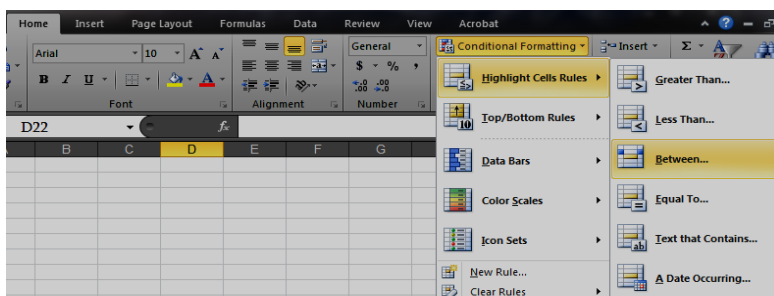 Home Insert Page Layout Formulas Data Review View Acrobat
Arial 10 A A General Conditional Formatting Insert Σ
B I U A $ % ,
Font Alignment Number
Highlight Cells Rules
Top/Bottom Rules
Data Bars
Color Scales
Icon Sets
New Rule...
Clear Rules
Greater Than...
Less Than...
Between...
Equal To...
Text that Contains...
A Date Occurring...
D22 fx
B C D E F G